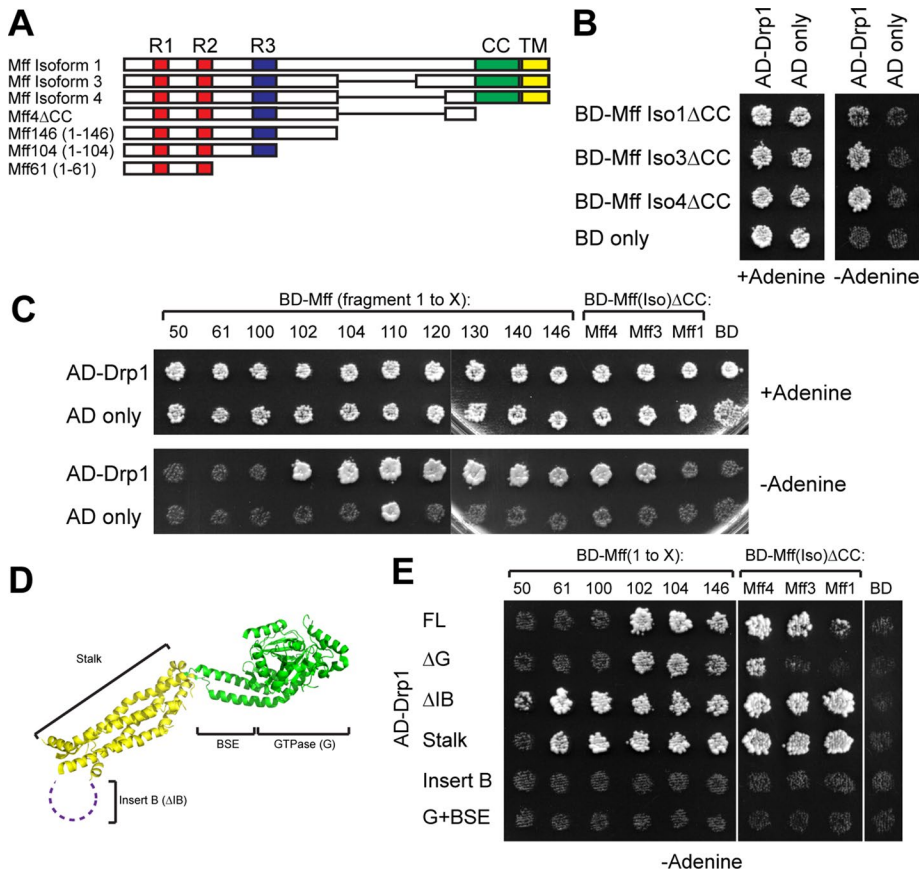 A
R1 R2 R3 CC TM
Mff Isoform 1
Mff Isoform 3
Mff Isoform 4
Mff4ΔCC
Mff146 (1-146)
Mff104 (1-104)
Mff61 (1-61)
B
AD-Drp1 AD only AD-Drp1 AD only
BD-Mff Iso1ΔCC
BD-Mff Iso3ΔCC
BD-Mff Iso4ΔCC
BD only
+Adenine -Adenine
C
BD-Mff (fragment 1 to X): BD-Mff(Iso)ΔCC:
50 61 100 102 104 110 120 130 140 146 Mff4 Mff3 Mff1 BD
AD-Drp1
AD only
+Adenine
AD-Drp1
AD only
-Adenine
D
Stalk
BSE GTPase (G)
Insert B (ΔIB)
E
BD-Mff(1 to X): BD-Mff(Iso)ΔCC:
50 61 100 102 104 146 Mff4 Mff3 Mff1 BD
AD-Drp1
FL
ΔG
ΔIB
Stalk
Insert B
G+BSE
-Adenine